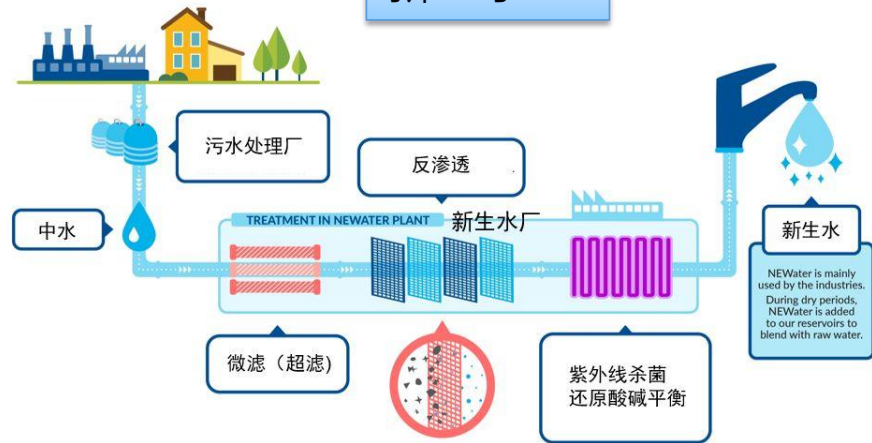 污水处理厂
反渗透
中水
TREATMENT IN NEWATER PLANT 新生水厂
新生水
NEWater is mainly
used by the industries.
During dry periods,
NEWater is added
to our reservoirs to
blend with raw water.
微滤（超滤)
紫外线杀菌
还原酸碱平衡